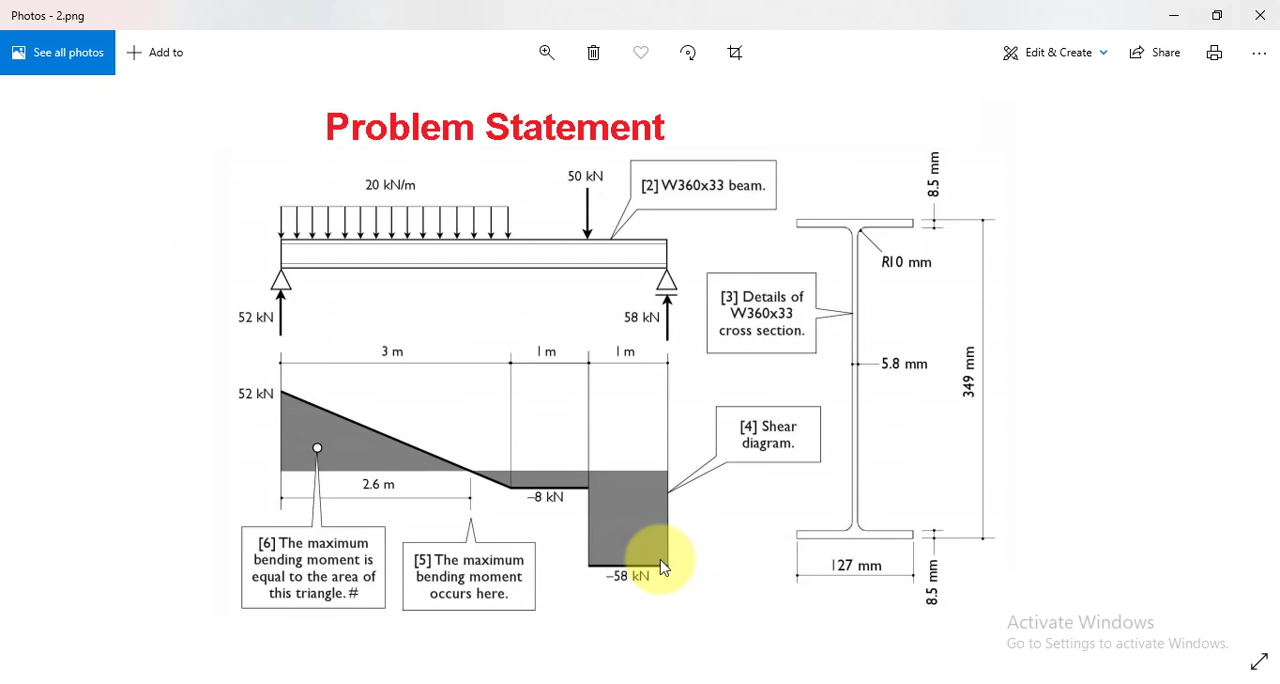 Photos - 2.png
See all photos
Add to
Edit & Create
Share
Problem Statement
20 kN/m
50 kN
[2] W360x33 beam.
8.5 mm
R10 mm
52 kN
58 kN
[3] Details of
W360x33
cross section.
3 m
1 m
1 m
5.8 mm
349 mm
52 kN
[4] Shear
diagram.
2.6 m
-8 kN
[6] The maximum
bending moment is
equal to the area of
this triangle. #
[5] The maximum
bending moment
occurs here.
-58 kN
127 mm
8.5 mm
Activate Windows
Go to Settings to activate Windows.